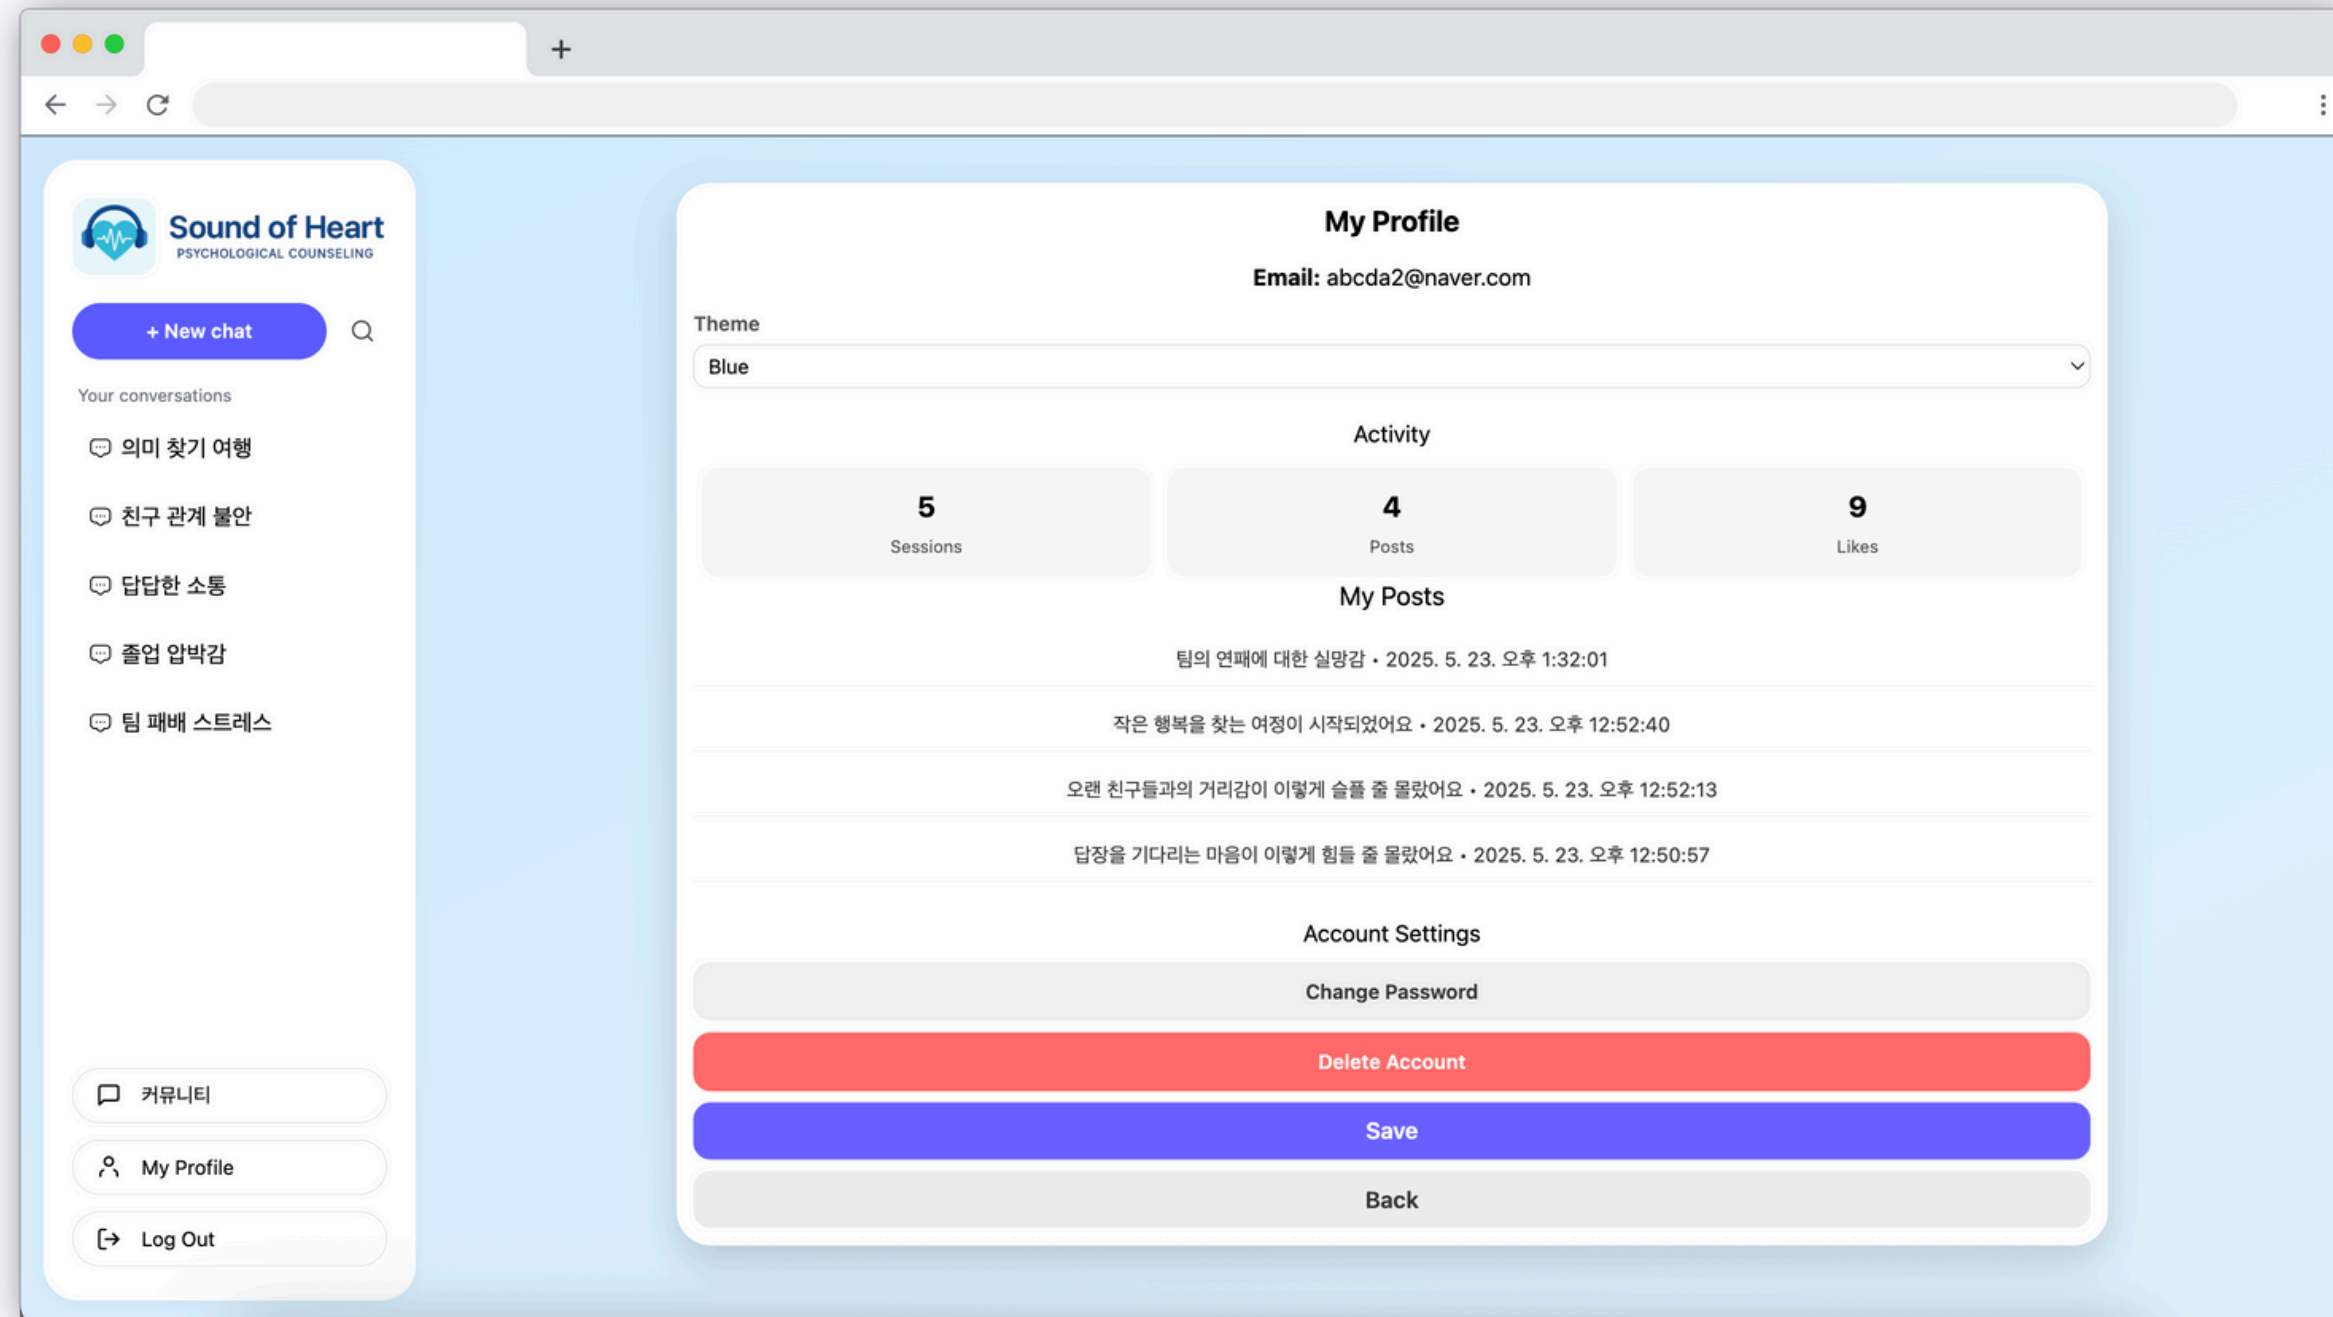 Sound of Heart
PSYCHOLOGICAL COUNSELING
+ New chat
Your conversations
의미 찾기 여행
친구 관계 불안
답답한 소통
졸업 압박감
팀 패배 스트레스
커뮤니티
My Profile
Log Out
My Profile
Email: abcda2@naver.com
Theme
Blue
Activity
5
Sessions
4
Posts
9
Likes
My Posts
팀의 연패에 대한 실망감 • 2025. 5. 23. 오후 1:32:01
작은 행복을 찾는 여정이 시작되었어요 • 2025. 5. 23. 오후 12:52:40
오랜 친구들과의 거리감이 이렇게 슬플 줄 몰랐어요 • 2025. 5. 23. 오후 12:52:13
답장을 기다리는 마음이 이렇게 힘들 줄 몰랐어요 • 2025. 5. 23. 오후 12:50:57
Account Settings
Change Password
Delete Account
Save
Back